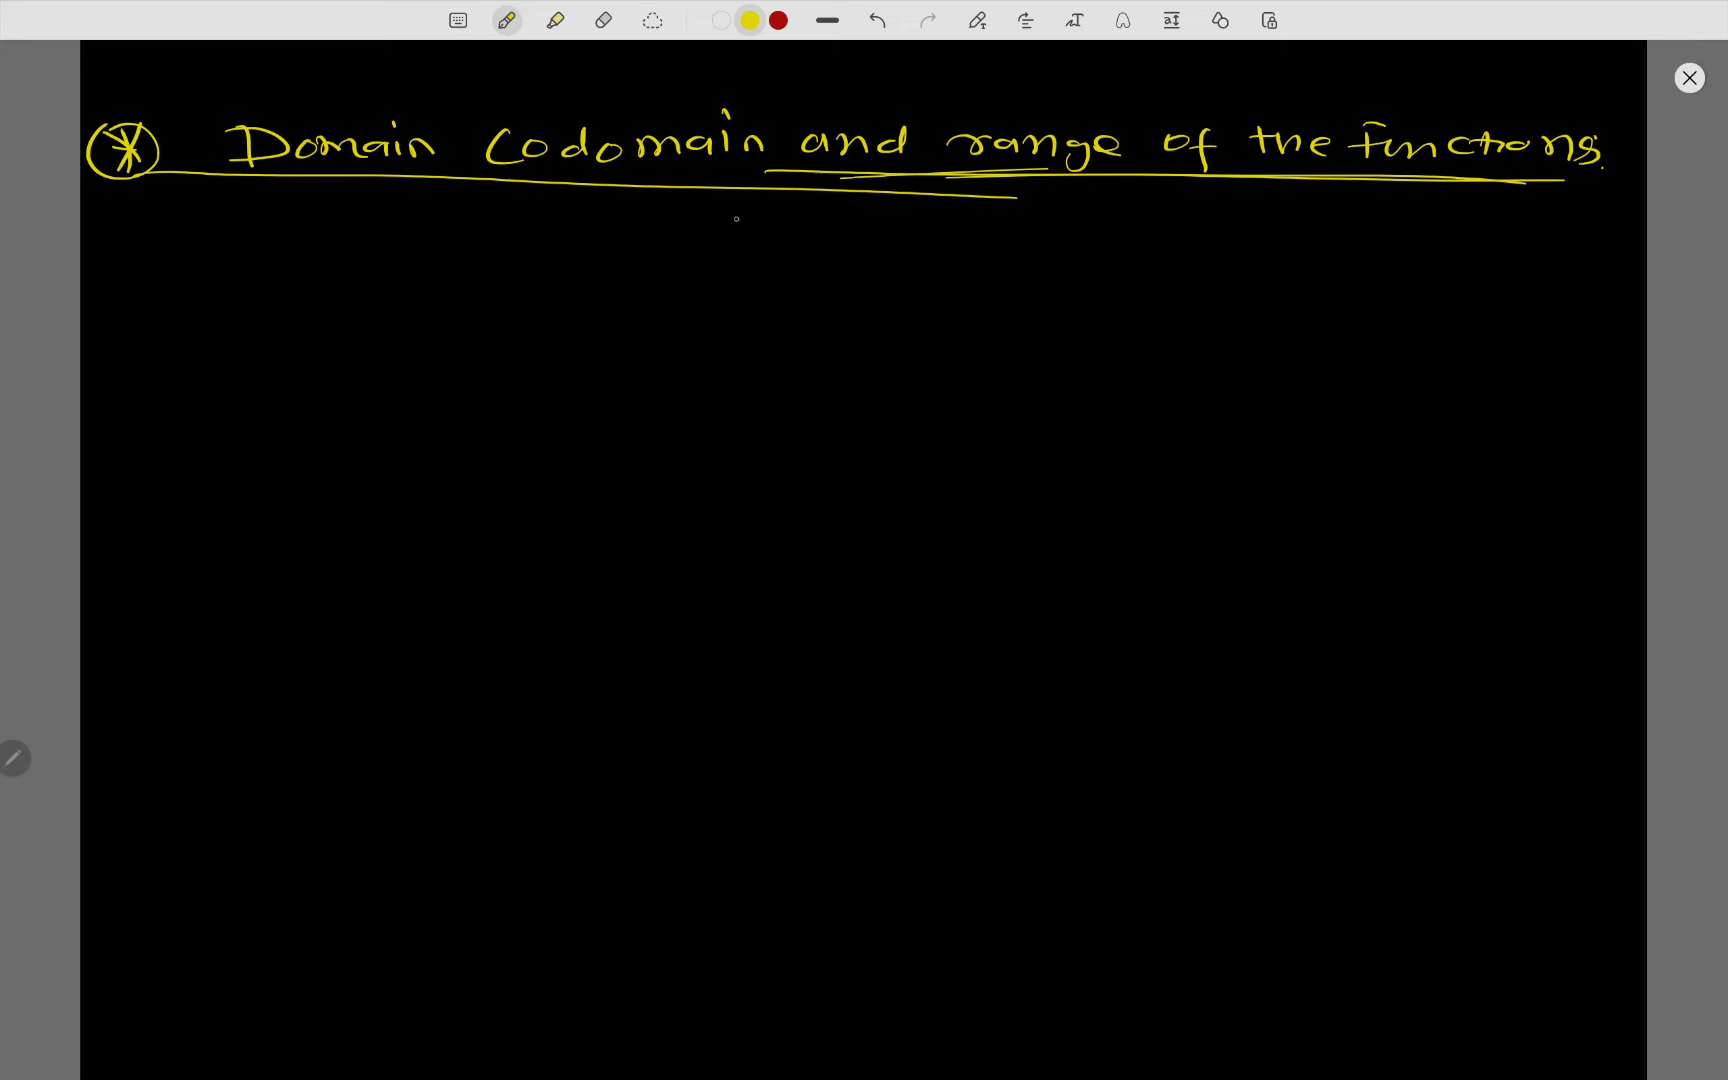 Domain Codomain and range of the Functions.